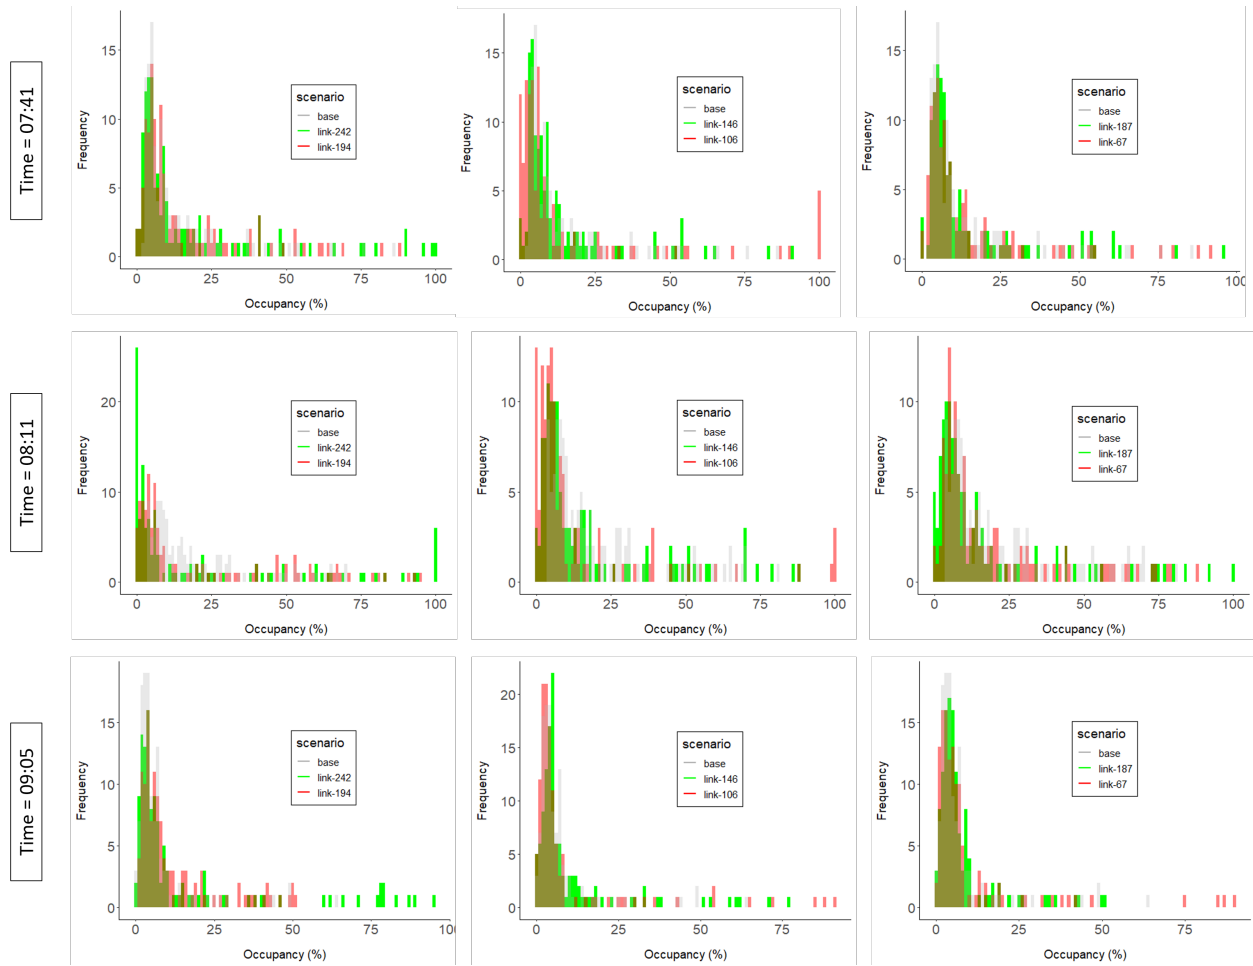 Time = 07:41
Frequency
15
10
5
0
scenario
base
link-242
link-194
0
25
50
75
100
Occupancy (%)
Frequency
15
10
5
0
scenario
base
link-146
link-106
0
25
50
75
100
Occupancy (%)
Frequency
15
10
5
0
scenario
base
link-187
link-67
0
25
50
75
100
Occupancy (%)
Time = 08:11
Frequency
20
10
0
scenario
base
link-242
link-194
0
25
50
75
100
Occupancy (%)
Frequency
10
5
0
scenario
base
link-146
link-106
0
25
50
75
100
Occupancy (%)
Frequency
10
5
0
scenario
base
link-187
link-67
0
25
50
75
100
Occupancy (%)
Time = 09:05
Frequency
15
10
5
0
scenario
base
link-242
link-194
0
25
50
75
100
Occupancy (%)
Frequency
20
15
10
5
0
scenario
base
link-146
link-106
0
25
50
75
Occupancy (%)
Frequency
15
10
5
0
scenario
base
link-187
link-67
0
25
50
75
Occupancy (%)